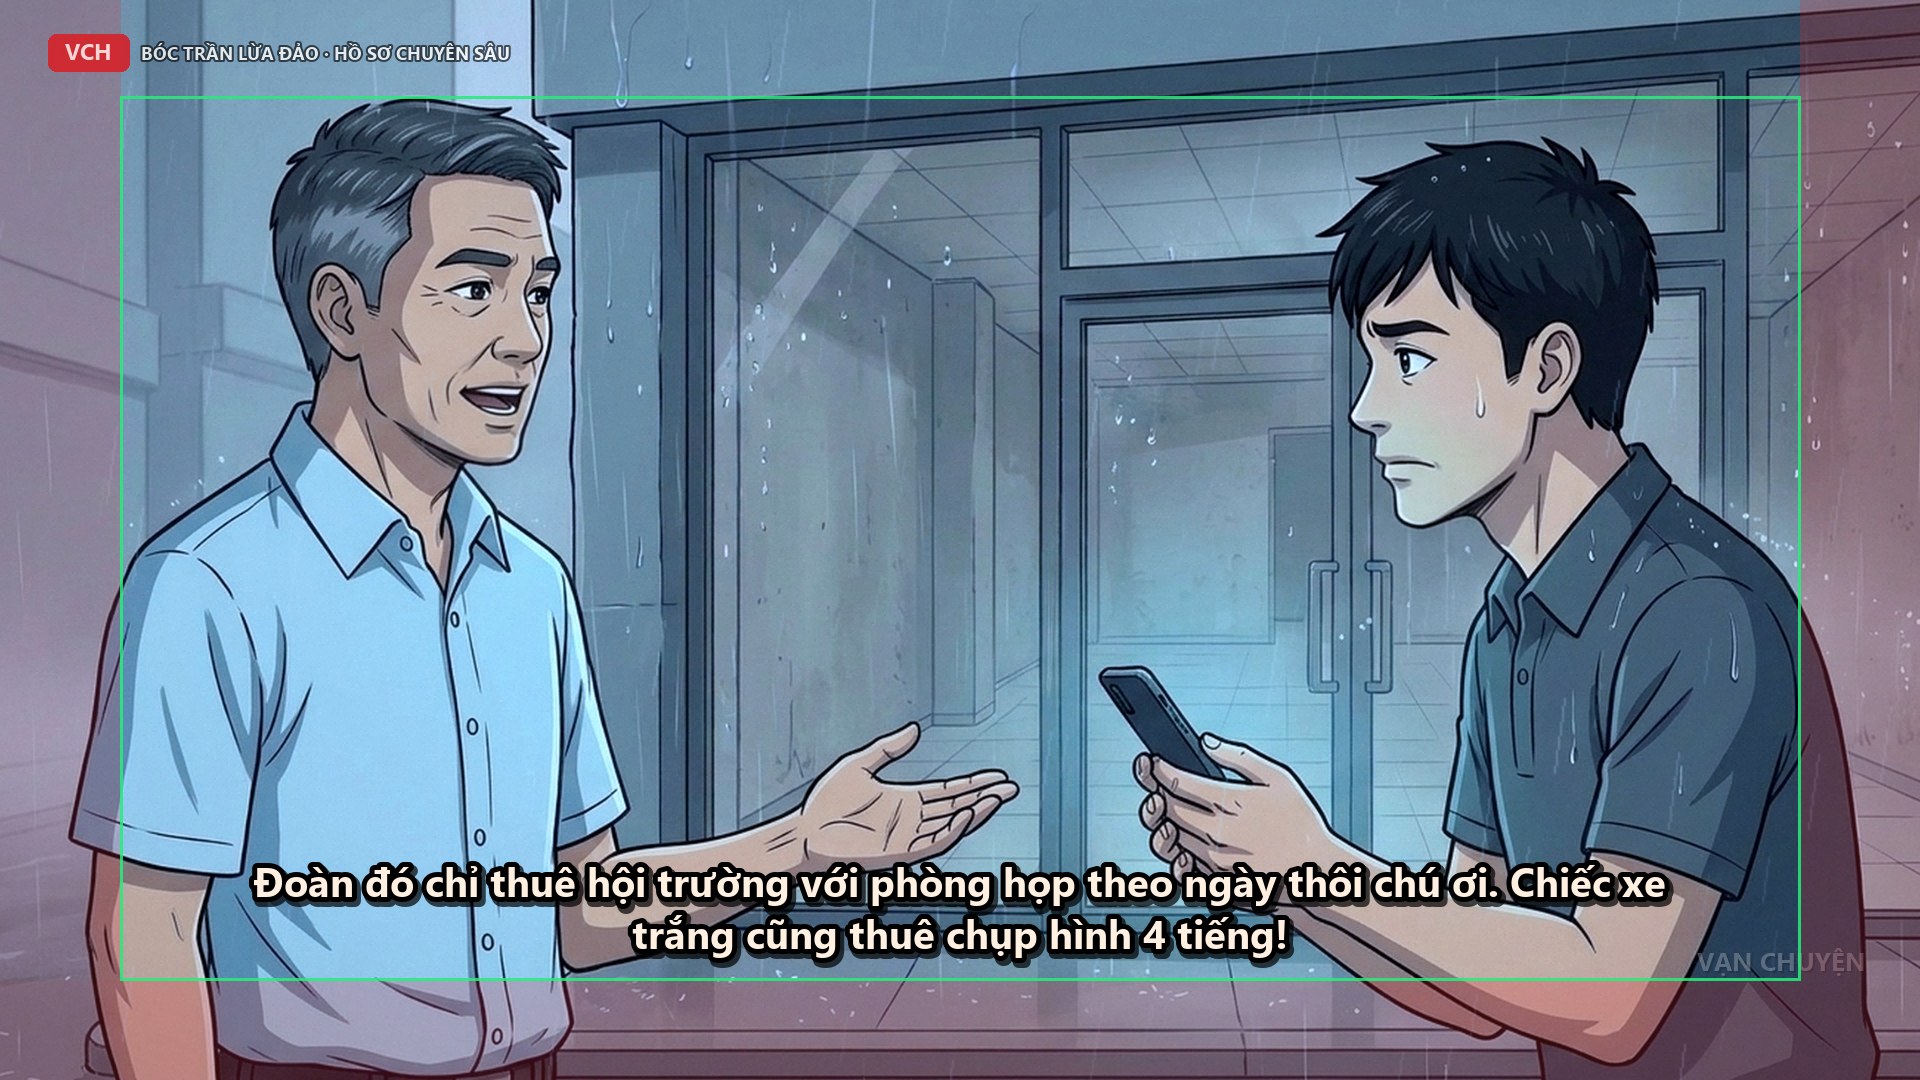 VCH BÓC TRẦN LỪA ĐẢO · HỒ SƠ CHUYÊN SÂU
Đoàn đó chỉ thuê hội trường với phòng họp theo ngày thôi chú ơi. Chiếc xe
trắng cũng thuê chụp hình 4 tiếng!
VẠN CHUYỆN